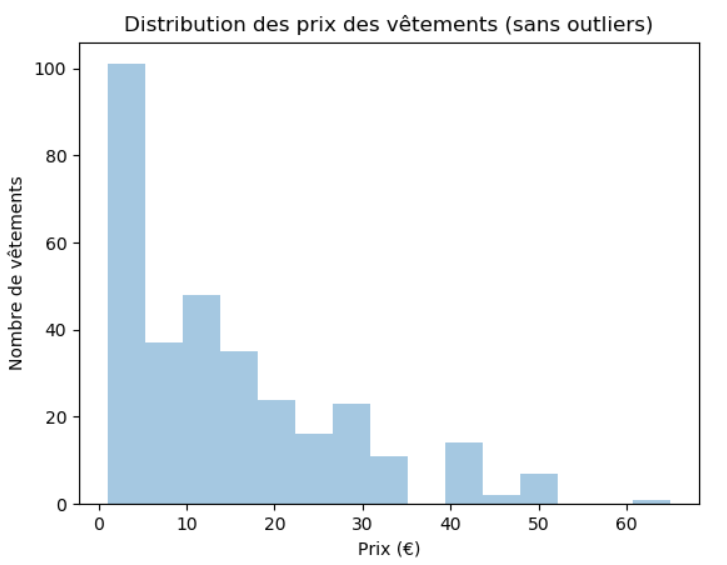 Distribution des prix des vêtements (sans outliers)
100
80
60
40
20
0
Nombre de vêtements
0 10 20 30 40 50 60
Prix (€)